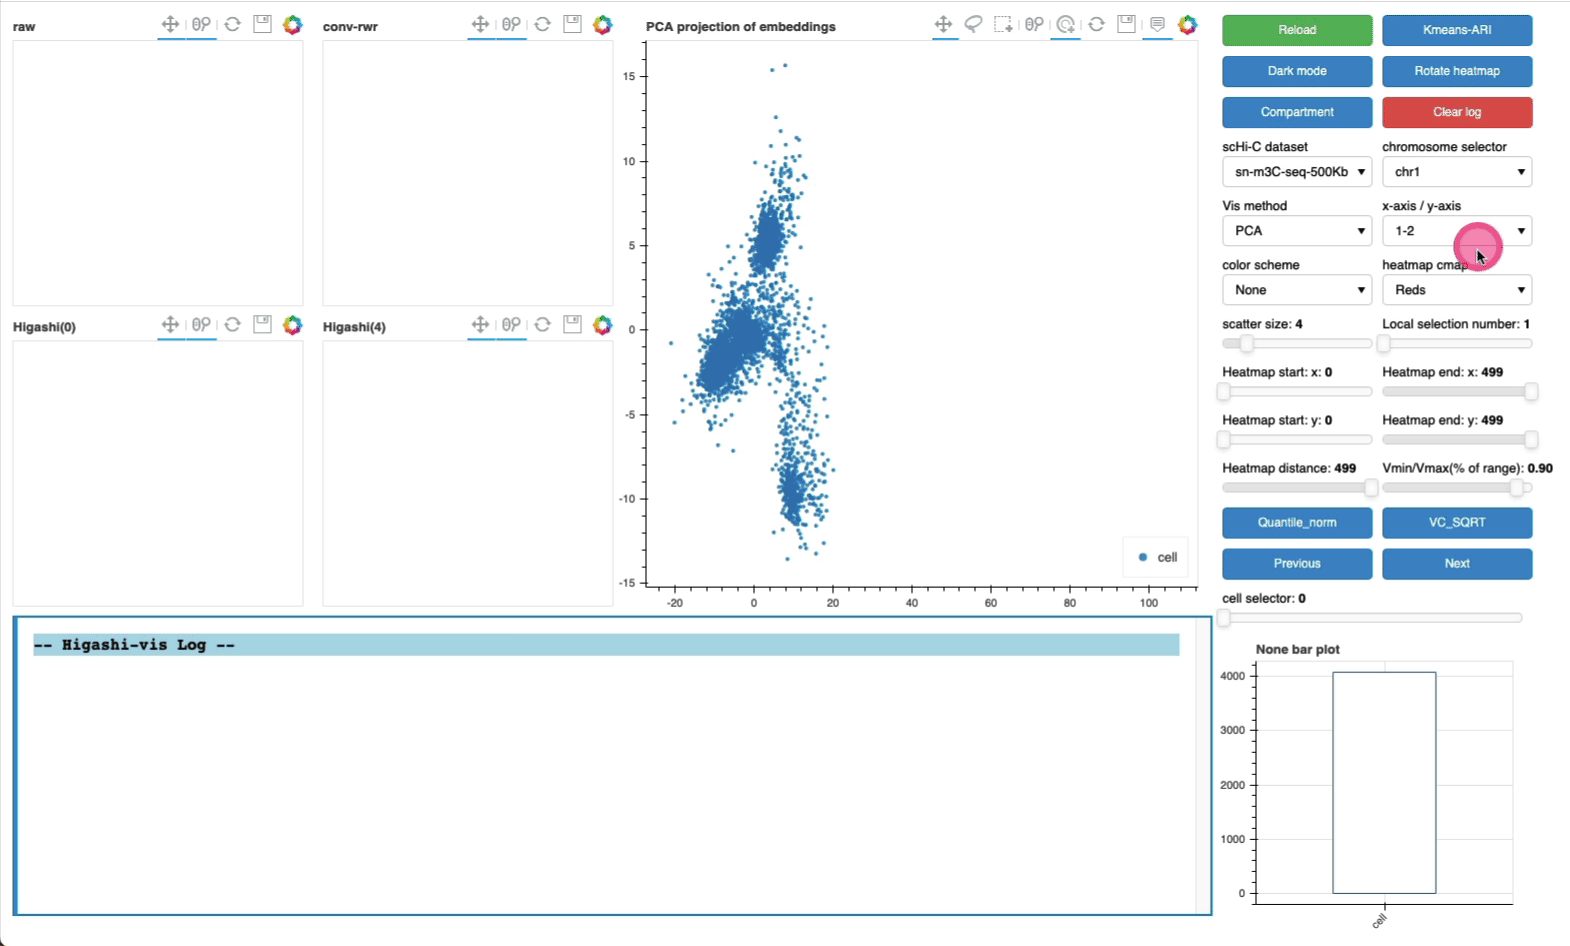 raw
conv-rwr
PCA projection of embeddings
15
10
5
0
-5
-10
-15
-20
0
20
40
60
80
100
cell
Higashi(0)
Higashi(4)
-- Higashi-vis Log --
Reload
Kmeans-ARI
Dark mode
Rotate heatmap
Compartment
Clear log
scHi-C dataset
chromosome selector
sn-m3C-seq-500Kb
chr1
Vis method
x-axis / y-axis
PCA
1-2
color scheme
heatmap cmap
None
Reds
scatter size: 4
Local selection number: 1
Heatmap start: x: 0
Heatmap end: x: 499
Heatmap start: y: 0
Heatmap end: y: 499
Heatmap distance: 499
Vmin/Vmax(% of range): 0.90
Quantile_norm
VC_SQRT
Previous
Next
cell selector: 0
None bar plot
4000
3000
2000
1000
0
cell